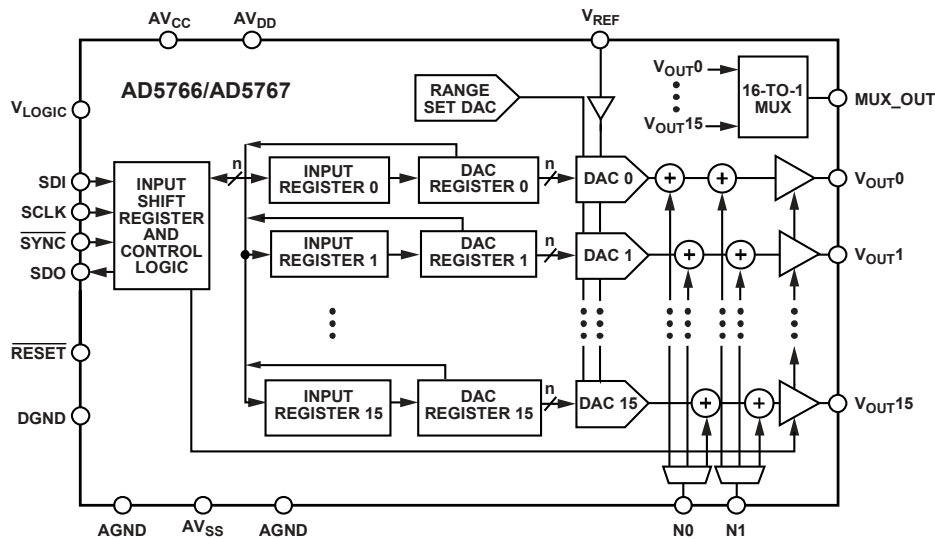 AVCC
AVDD
VREF
AD5766/AD5767
RANGE
SET DAC
VOUT0
VOUT15
16-TO-1
MUX
MUX_OUT
VLOGIC
SDI
SCLK
SYNC
SDO
RESET
DGND
INPUT
SHIFT
REGISTER
AND
CONTROL
LOGIC
n
INPUT
REGISTER 0
DAC
REGISTER 0
n
DAC 0
+
+
VOUT0
INPUT
REGISTER 1
DAC
REGISTER 1
n
DAC 1
+
+
VOUT1
INPUT
REGISTER 15
DAC
REGISTER 15
n
DAC 15
+
+
VOUT15
AGND
AVSS
AGND
N0
N1